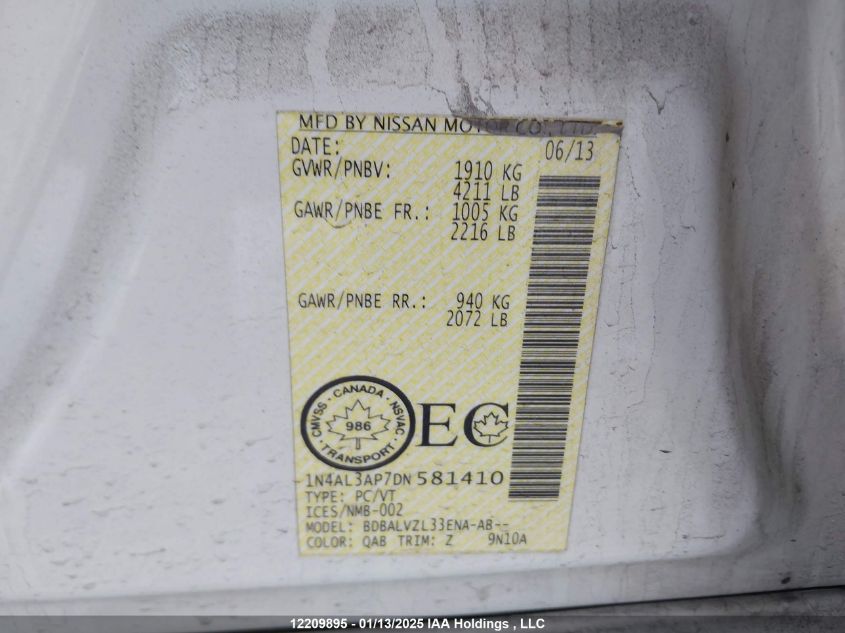 MFD BY NISSAN MOTOR CO., LTD.
DATE: 06/13
GVWR/PNBV: 1910 KG
4211 LB
GAWR/PNBE FR.: 1005 KG
2216 LB
GAWR/PNBE RR.: 940 KG
2072 LB
CMVSS · CANADA · NSVAC
986
· TRANSPORT ·
EC
1N4AL3AP7DN581410
TYPE: PC/VT
ICES/NMB-002
MODEL: BDBALVZL33ENA-AB--
COLOR: QAB TRIM: Z 9N10A
12209895 - 01/13/2025 IAA Holdings , LLC